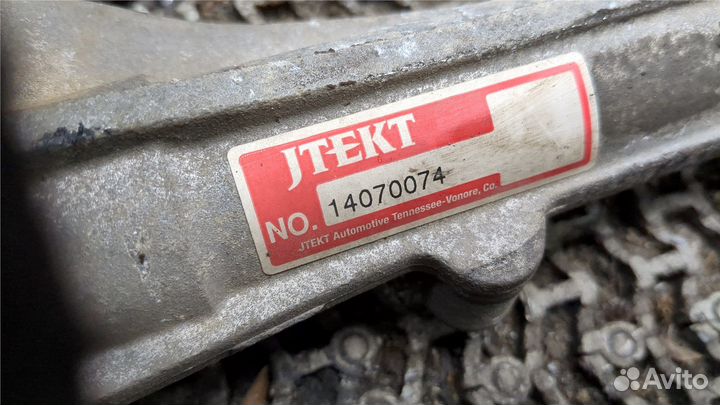 JTEKT
NO. 14070074
JTEKT Automotive Tennessee-Vonore, Co.
Avito